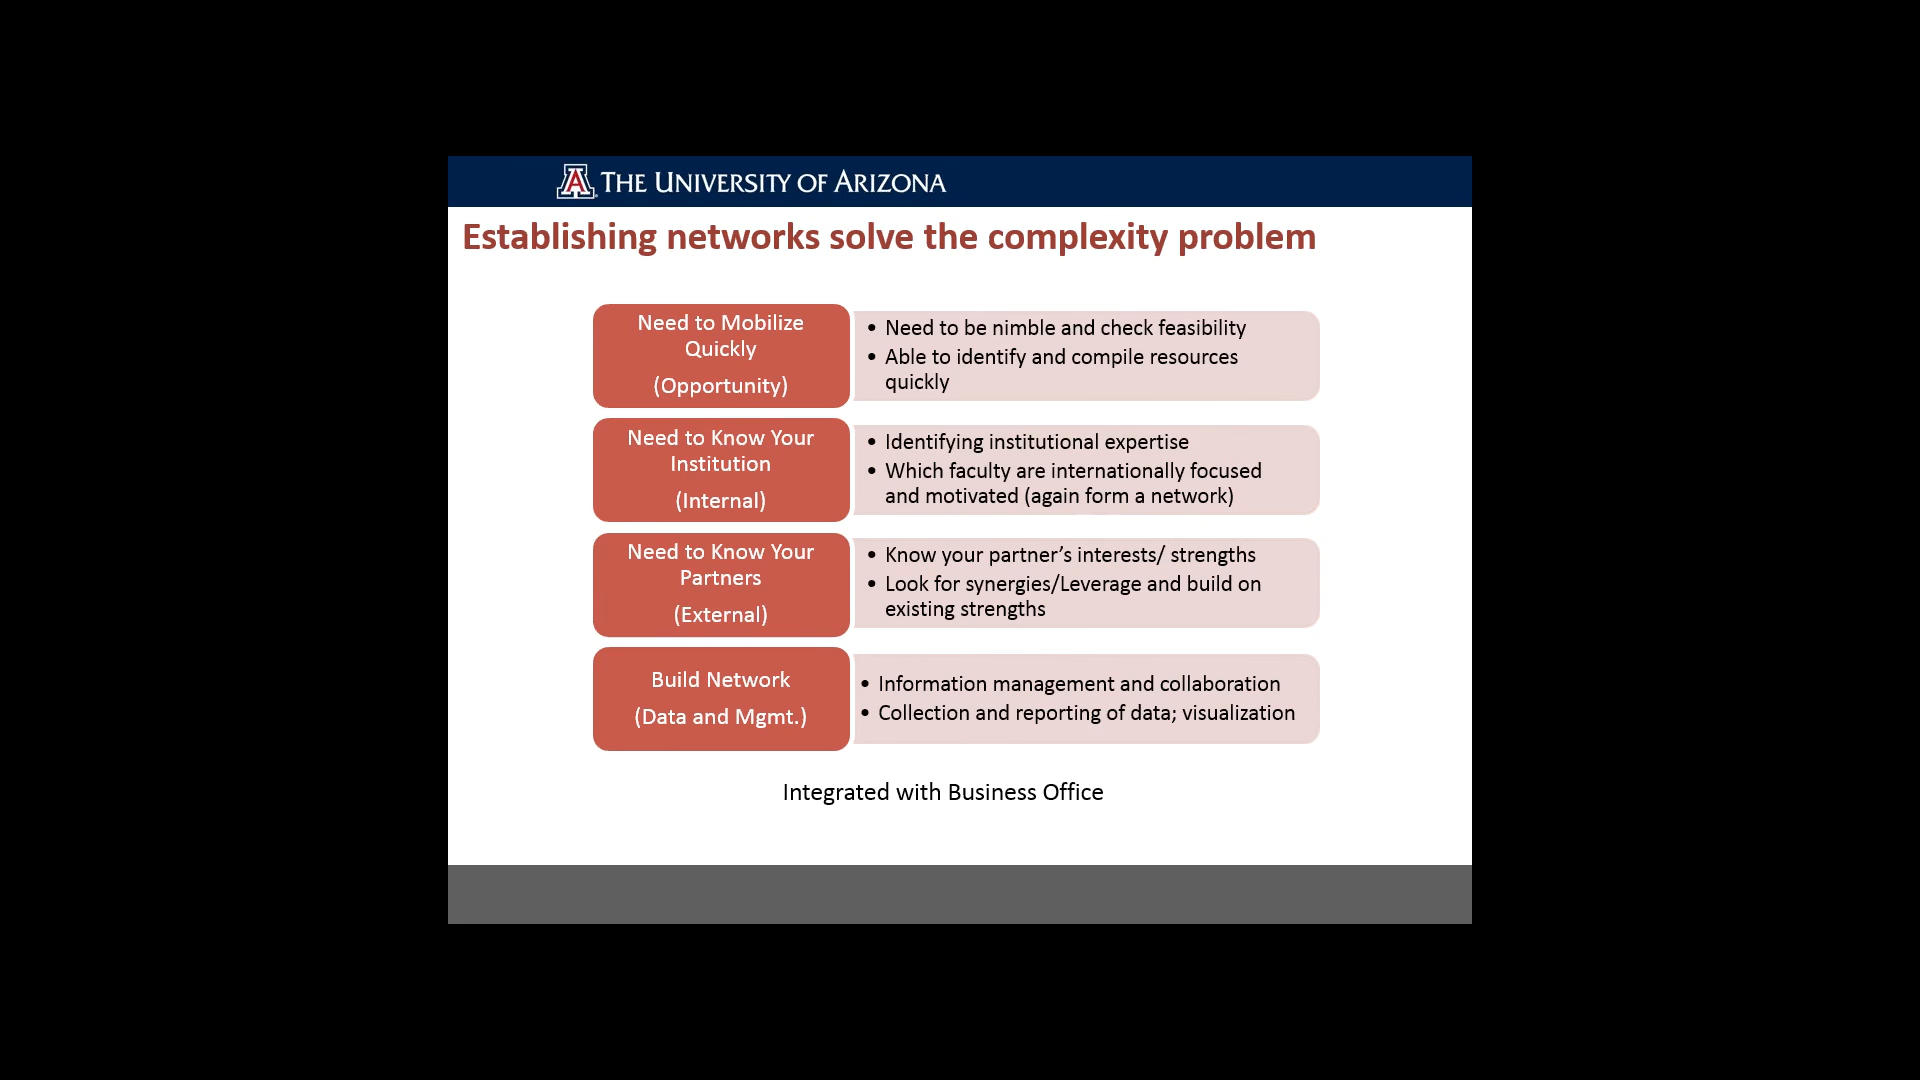 THE UNIVERSITY OF ARIZONA
Establishing networks solve the complexity problem
Need to Mobilize
Quickly
(Opportunity)
• Need to be nimble and check feasibility
• Able to identify and compile resources
quickly
Need to Know Your
Institution
(Internal)
• Identifying institutional expertise
• Which faculty are internationally focused
and motivated (again form a network)
Need to Know Your
Partners
(External)
• Know your partner’s interests/ strengths
• Look for synergies/Leverage and build on
existing strengths
Build Network
(Data and Mgmt.)
• Information management and collaboration
• Collection and reporting of data; visualization
Integrated with Business Office